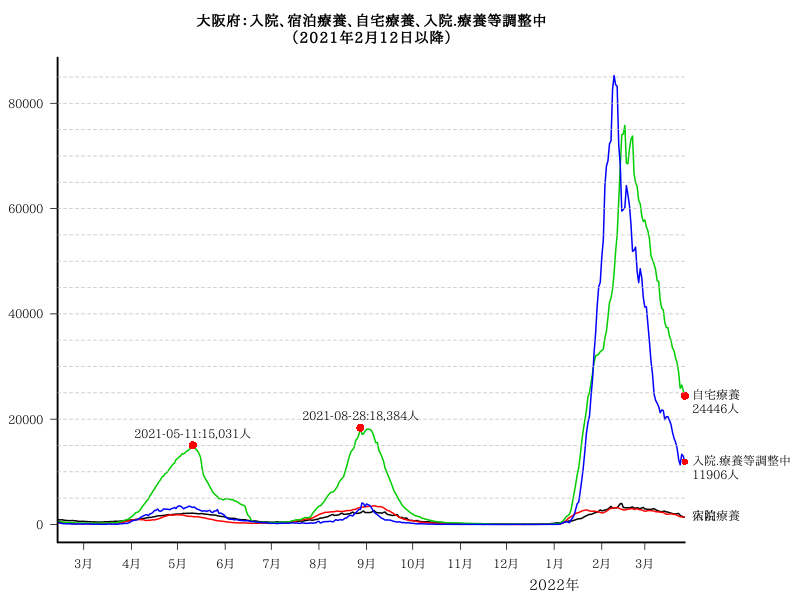 大阪府：入院、宿泊療養、自宅療養、入院.療養等調整中
（2021年2月12日以降）
80000
60000
40000
20000
0
2021-05-11:15,031人
2021-08-28:18,384人
自宅療養
24446人
入院.療養等調整中
11906人
療養
3月
4月
5月
6月
7月
8月
9月
10月
11月
12月
1月
2月
3月
2022年